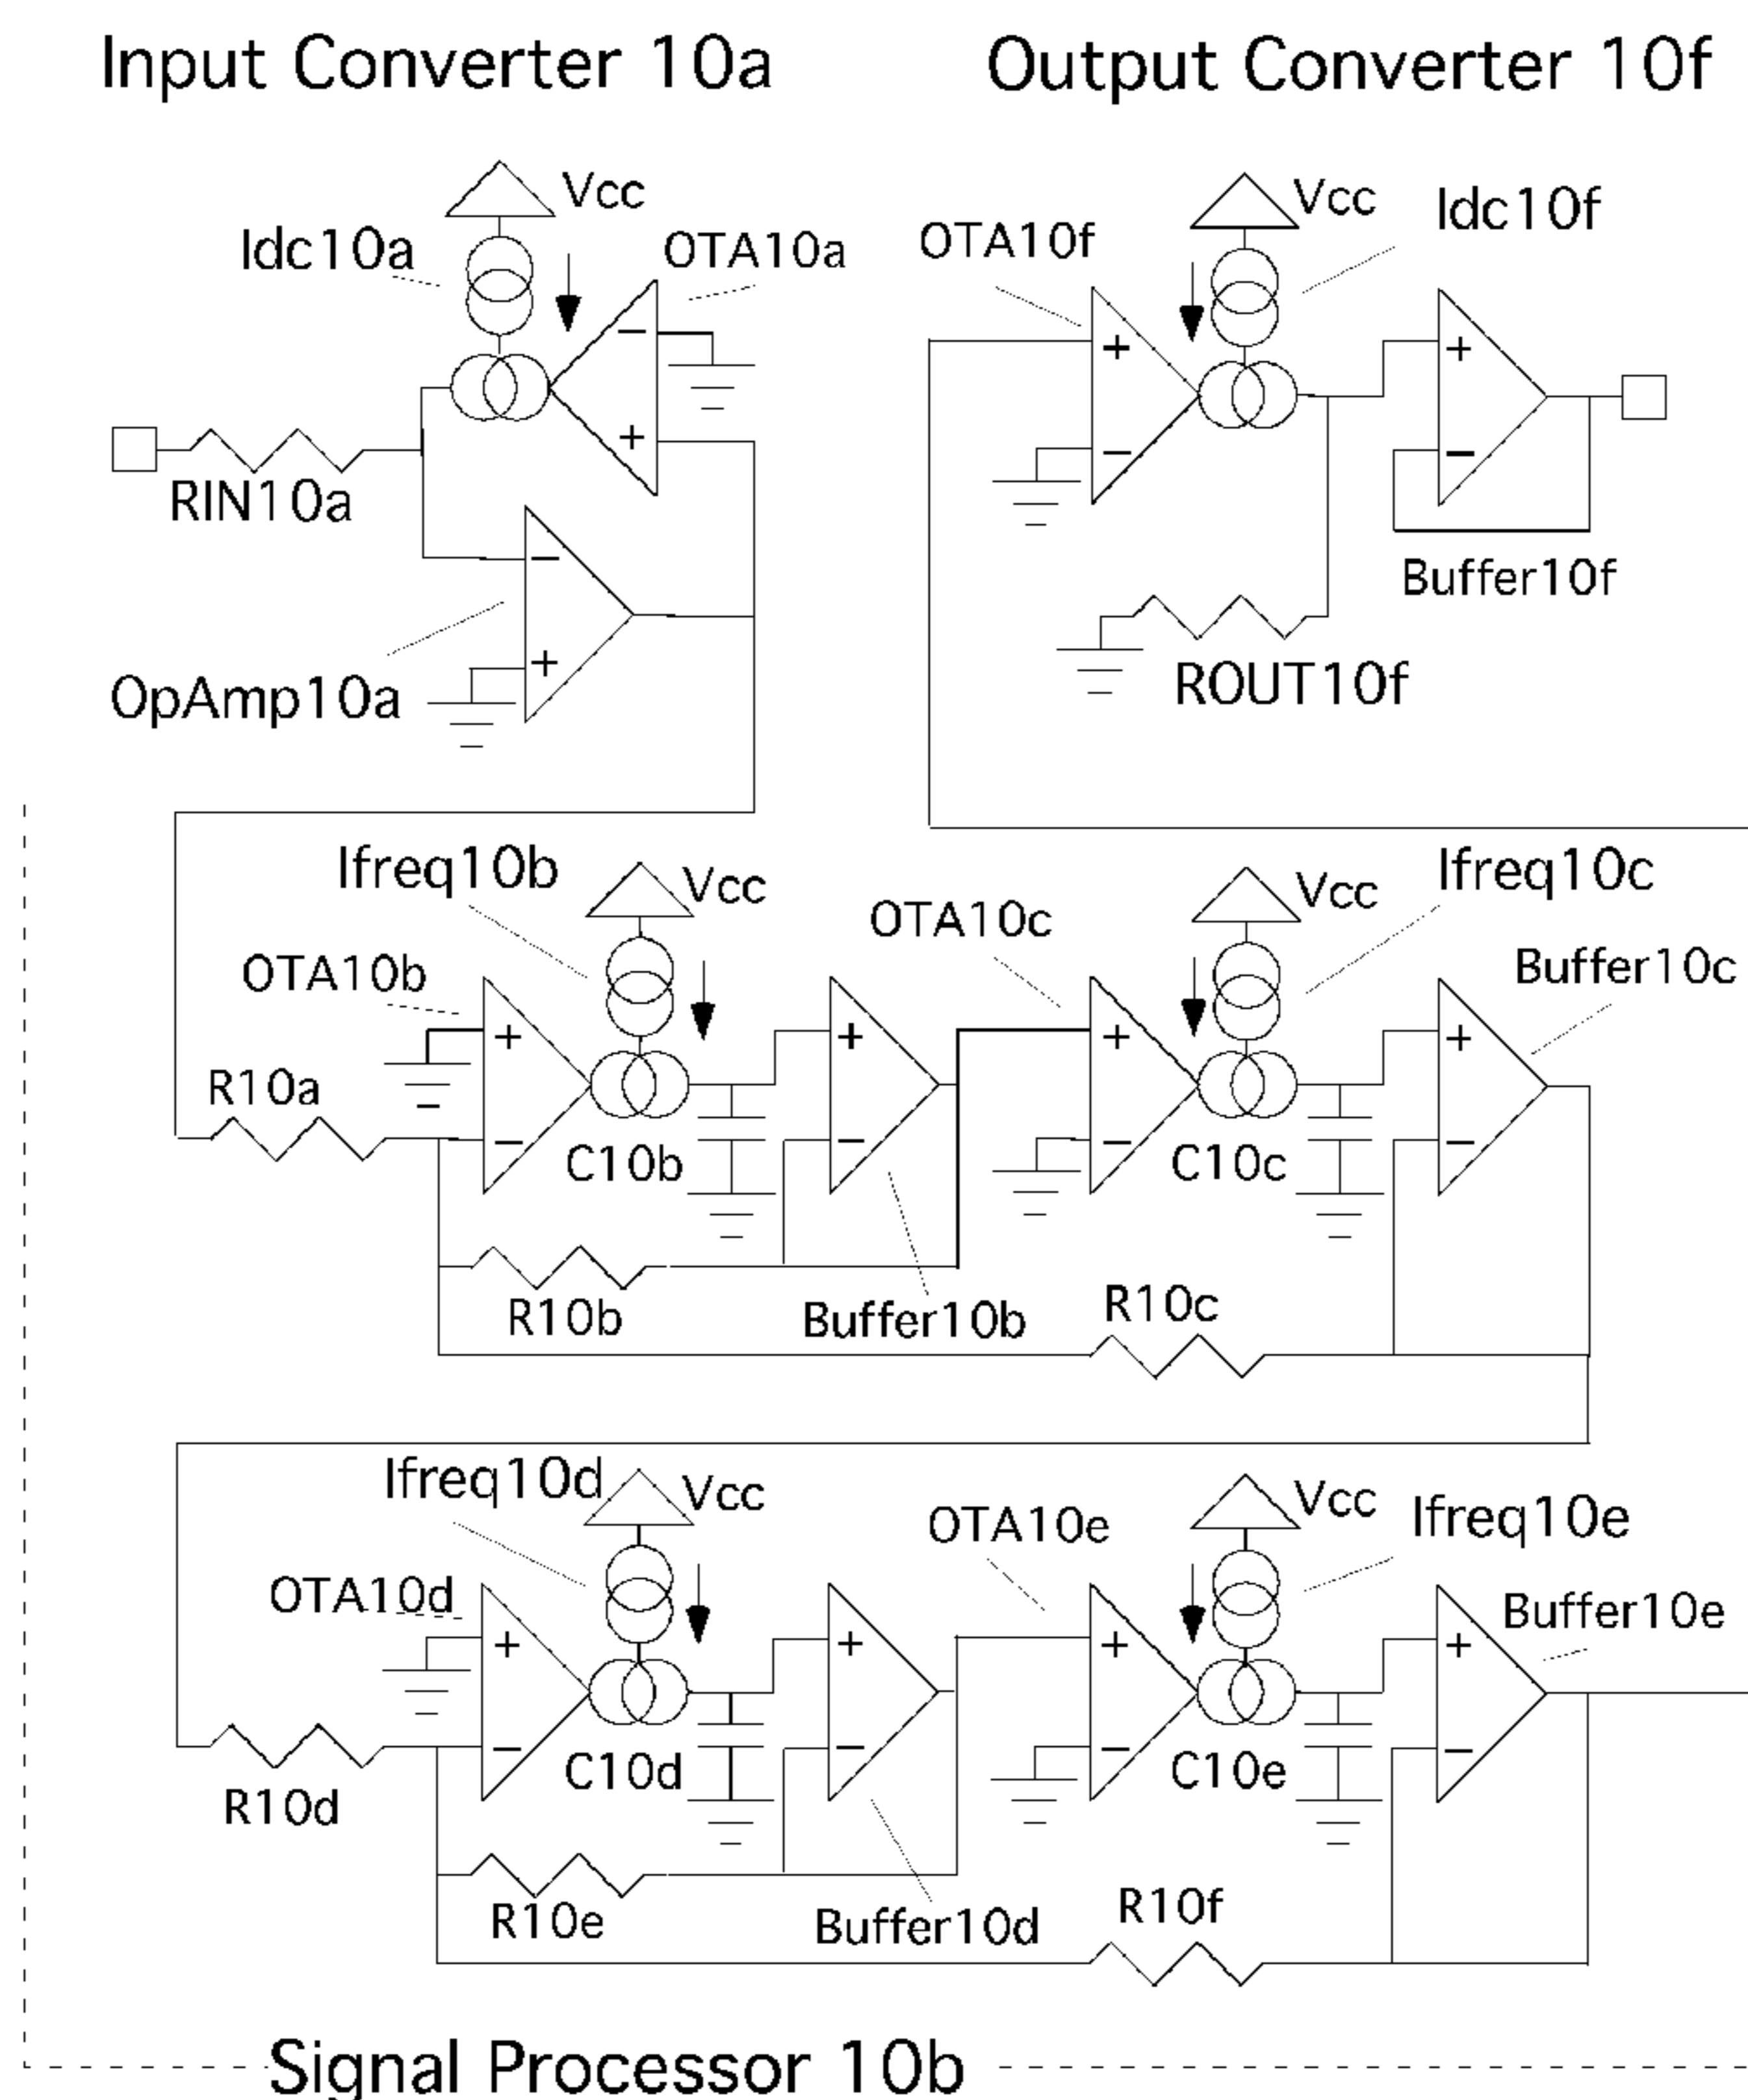 Input Converter 10a
Output Converter 10f
Vcc
Idc10a
OTA10a
OTA10f
Vcc
Idc10f
−
+
RIN10a
−
+
OpAmp10a
+
−
+
−
Buffer10f
ROUT10f
Ifreq10b
Vcc
OTA10c
Vcc
Ifreq10c
OTA10b
Buffer10c
+
−
R10a
C10b
+
−
+
−
C10c
+
−
R10b
Buffer10b
R10c
Ifreq10d
Vcc
OTA10e
Vcc
Ifreq10e
OTA10d
Buffer10e
+
−
R10d
C10d
+
−
+
−
C10e
+
−
R10e
Buffer10d
R10f
Signal Processor 10b